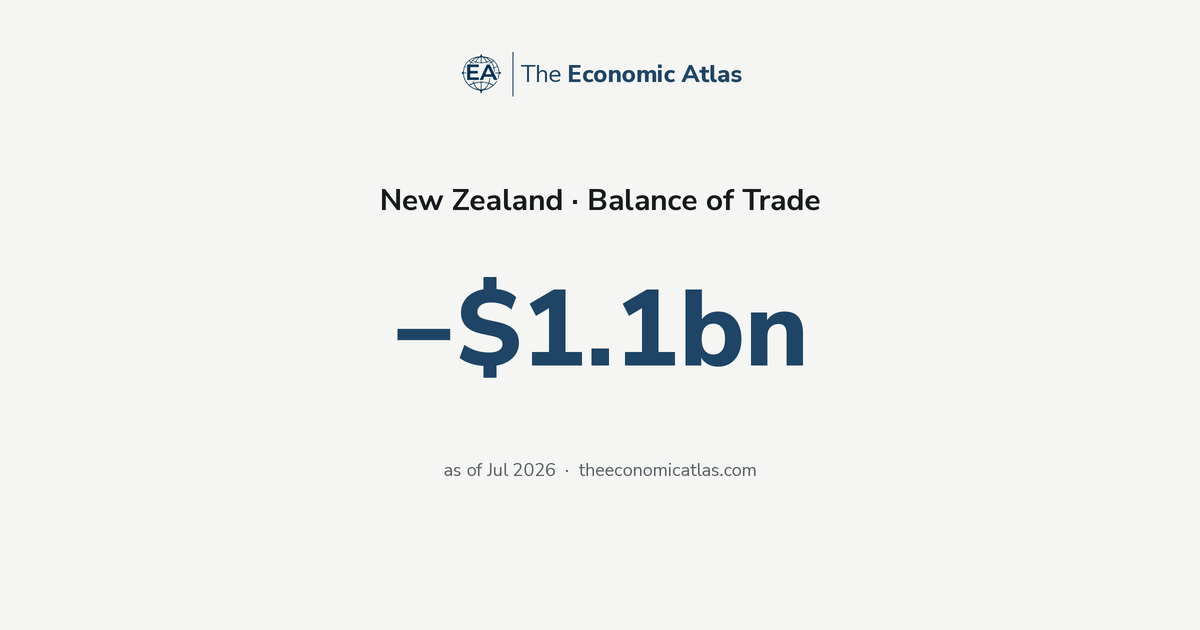 EA The Economic Atlas
New Zealand · Balance of Trade
−$1.1bn
as of Jul 2026 · theeconomicatlas.com